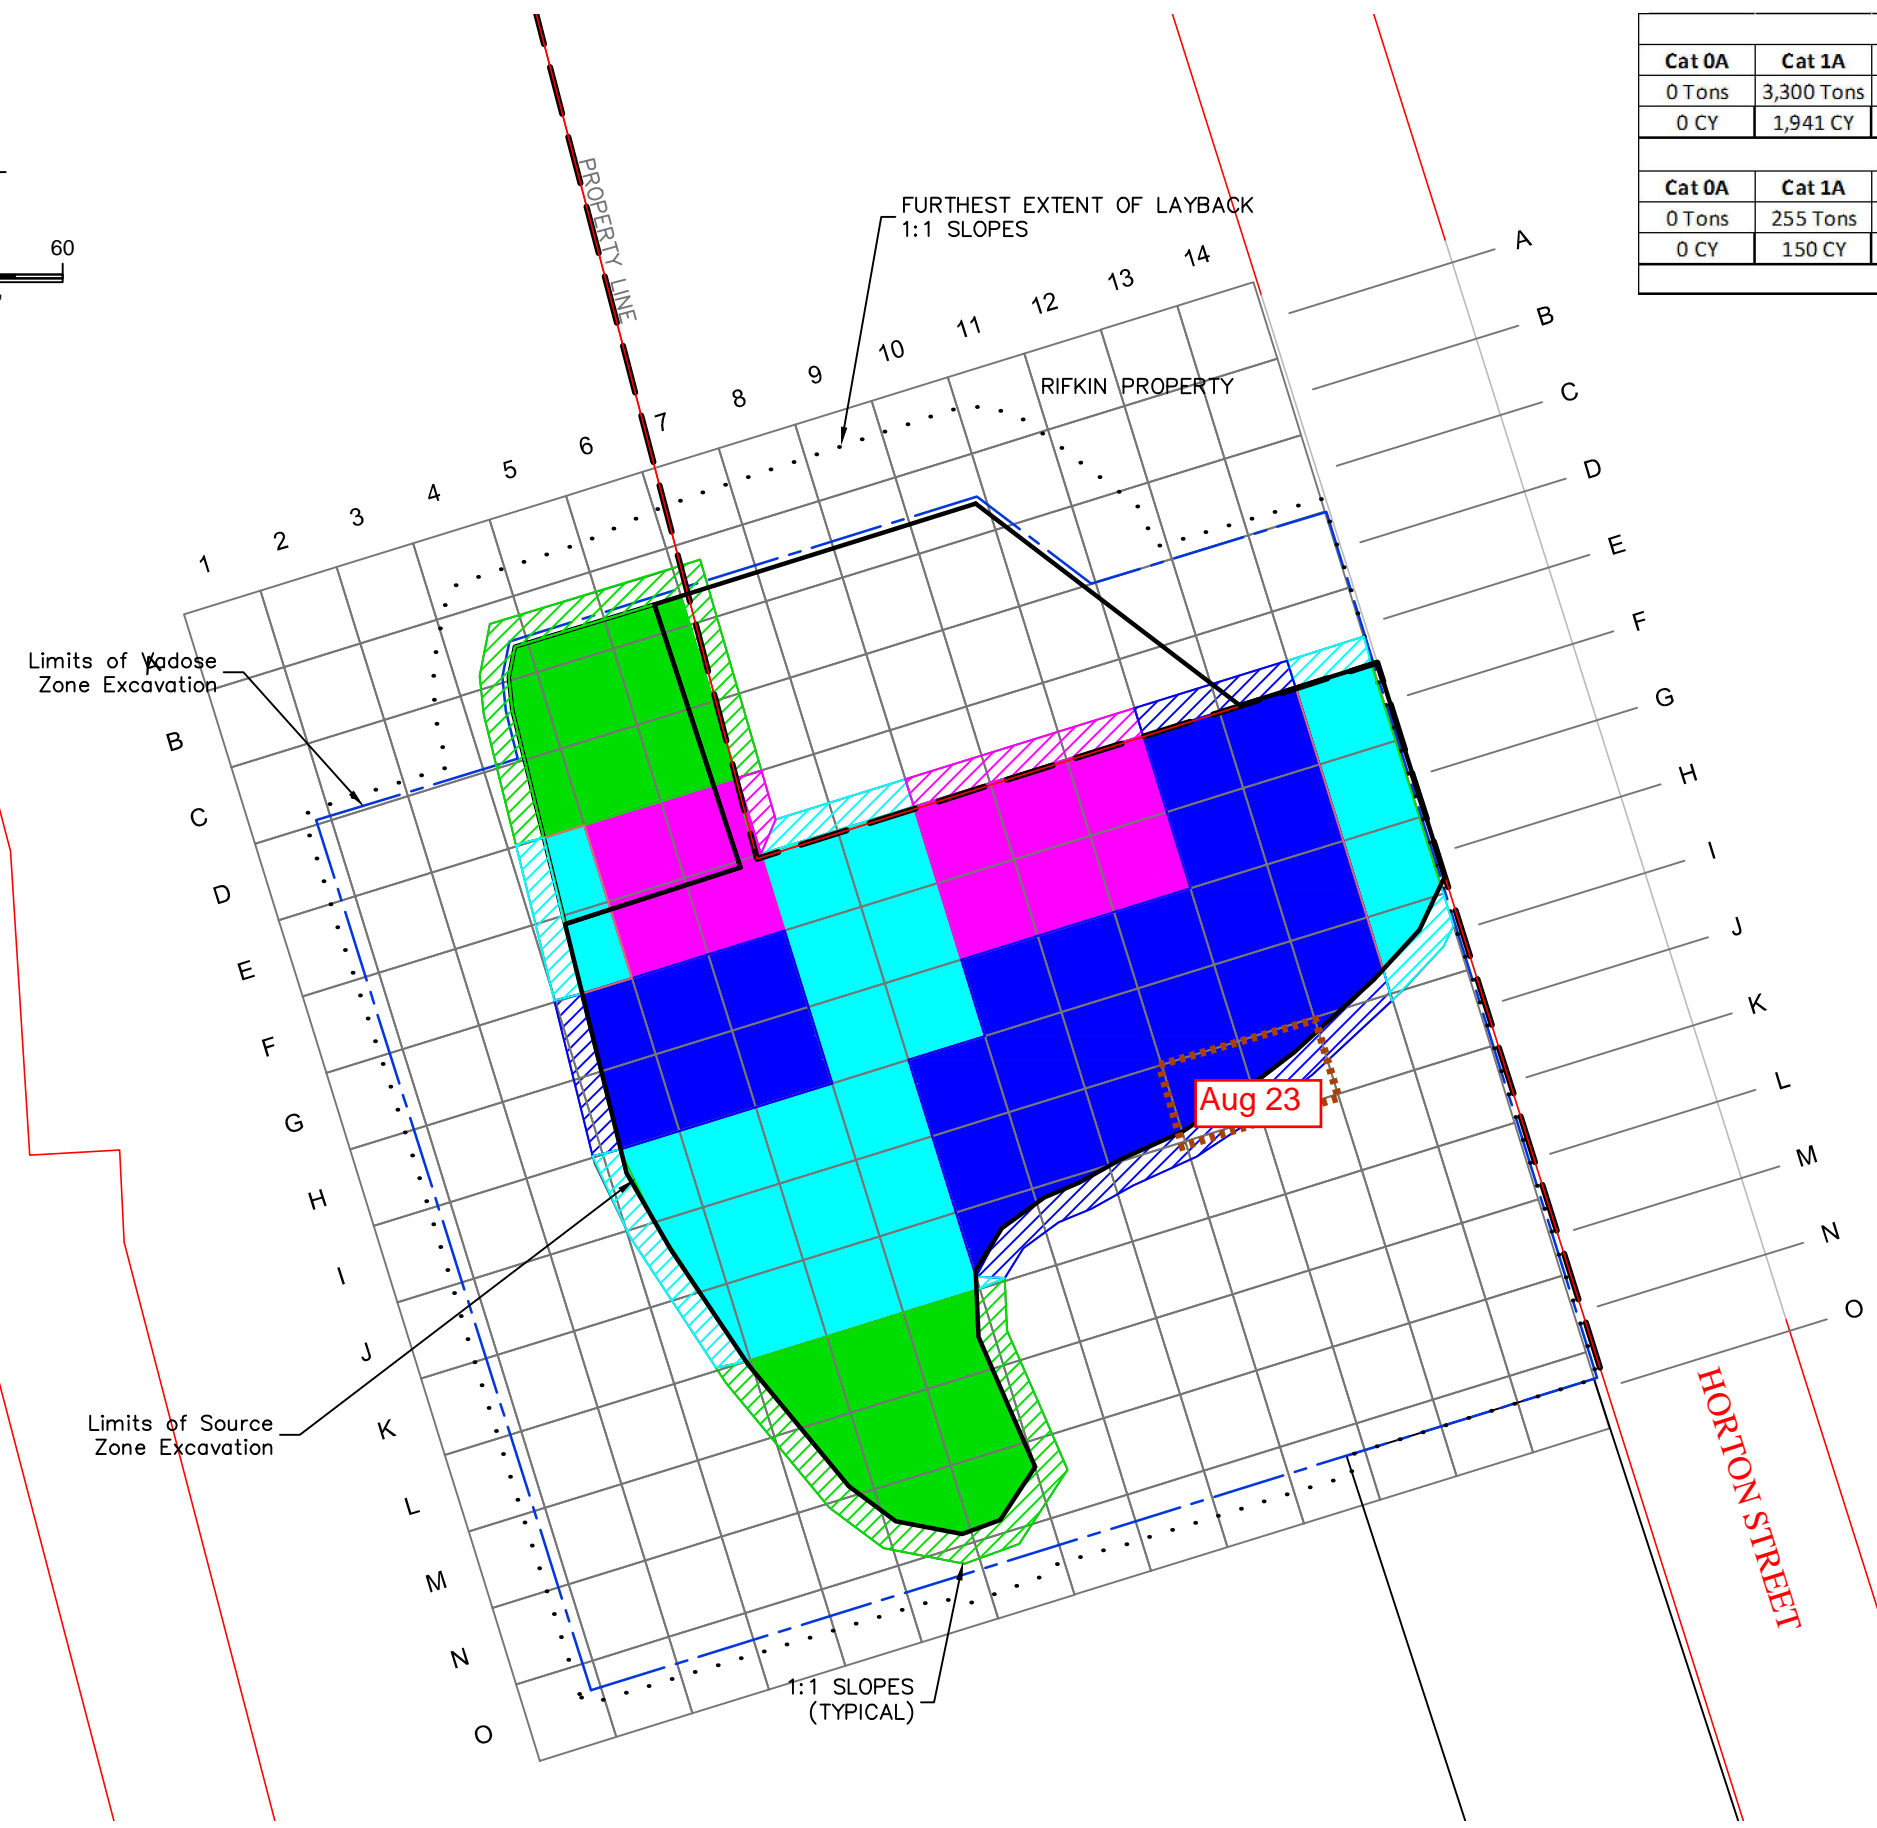 Cat 0A Cat 1A
0 Tons 3,300 Tons
0 CY 1,941 CY
Cat 0A Cat 1A
0 Tons 255 Tons
0 CY 150 CY
60
PROPERTY LINE
FURTHEST EXTENT OF LAYBACK
1:1 SLOPES
RIFKIN PROPERTY
1 2 3 4 5 6 7 8 9 10 11 12 13 14
A
B
C
D
E
F
G
H
I
J
K
L
M
N
O
Limits of Vadose
Zone Excavation
A
B
C
D
E
F
G
H
I
J
K
L
M
N
O
Aug 23
Limits of Source
Zone Excavation
1:1 SLOPES
(TYPICAL)
HORTON STREET